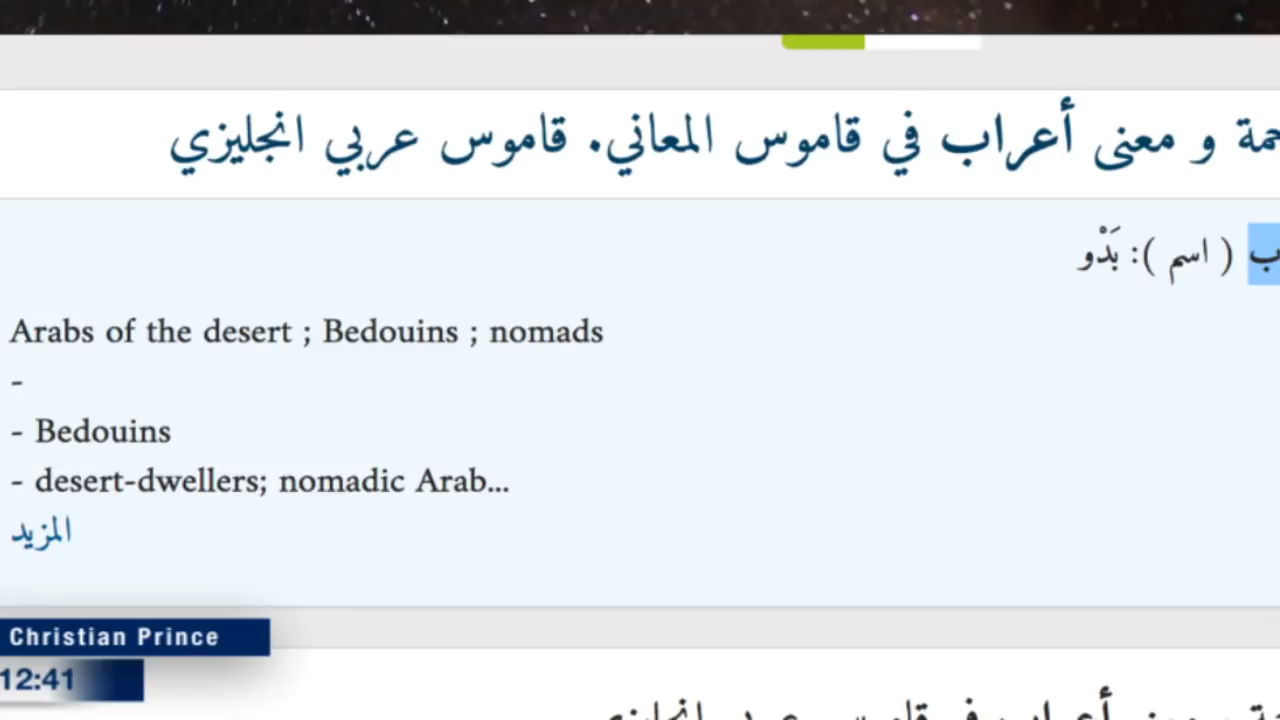 و معنى أعراب في قاموس المعاني. قاموس عربي انجليزي
( اسم ): بَدْو
Arabs of the desert ; Bedouins ; nomads
-
- Bedouins
- desert-dwellers; nomadic Arab...
المزيد
Christian Prince
12:41